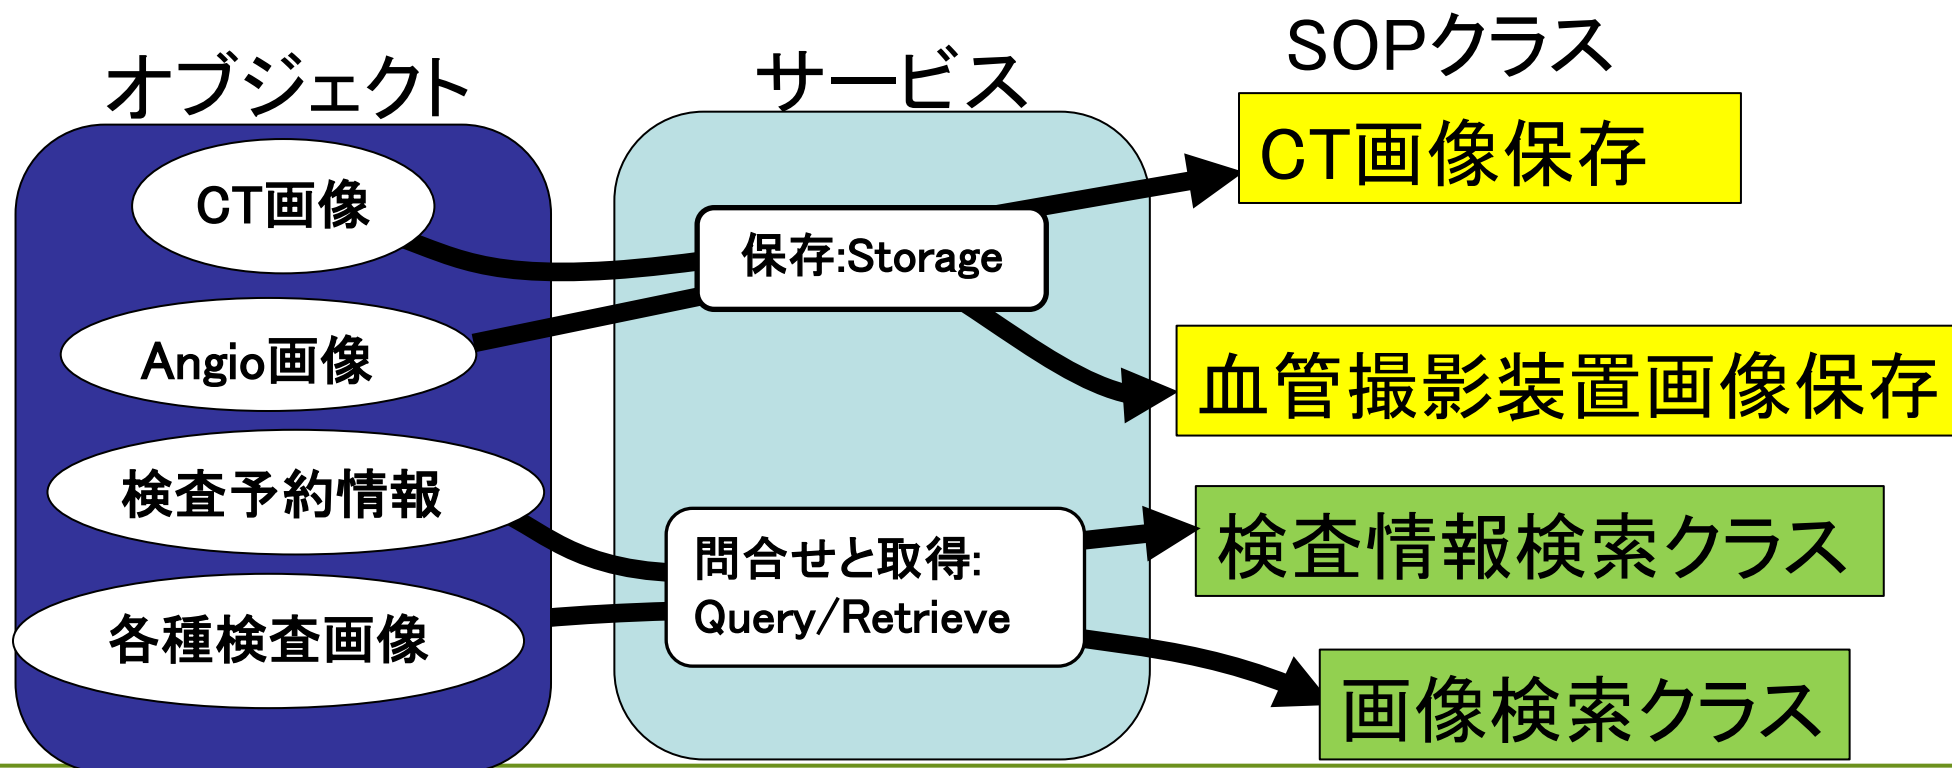 オブジェクト
CT画像
Angio画像
検査予約情報
各種検査画像
サービス
保存:Storage
問合せと取得:
Query/Retrieve
SOPクラス
CT画像保存
血管撮影装置画像保存
検査情報検索クラス
画像検索クラス